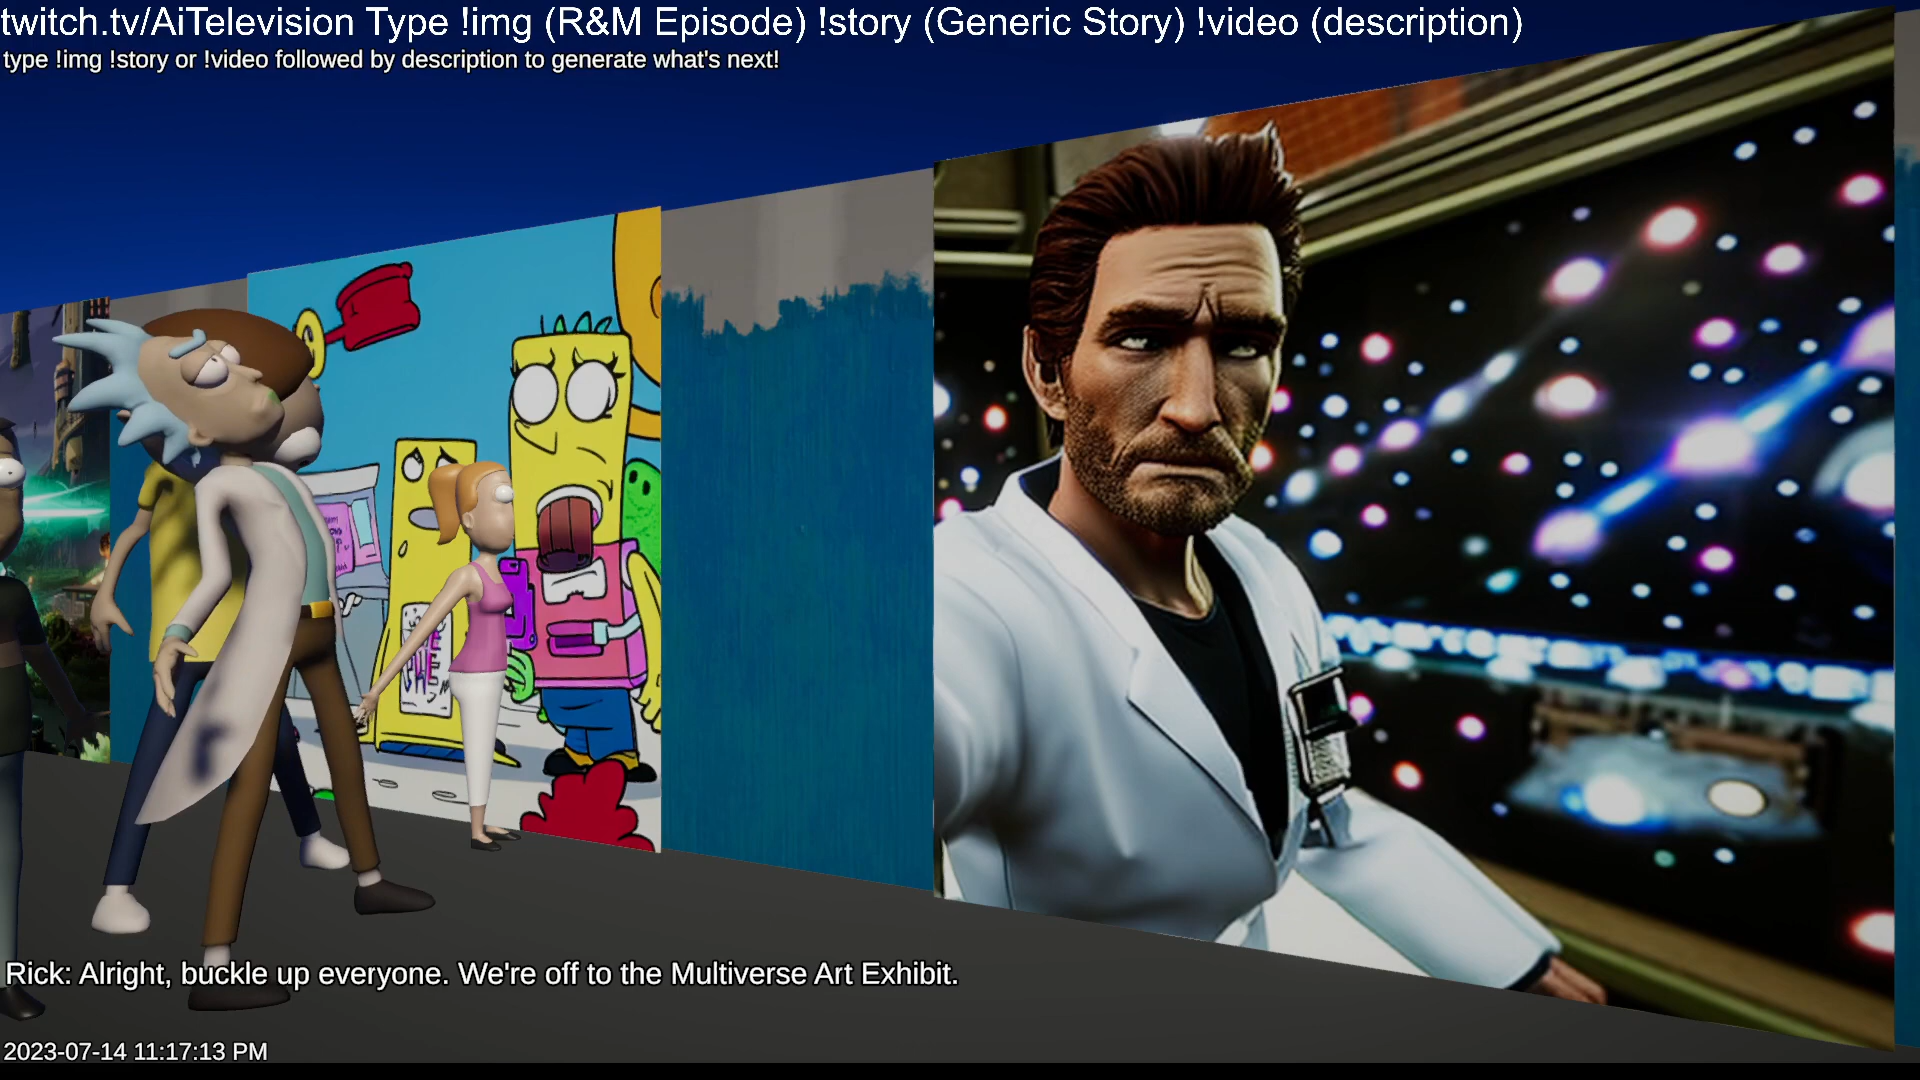 twitch.tv/AiTelevision Type !img (R&M Episode) !story (Generic Story) !video (description)
type !img !story or !video followed by description to generate what's next!
Rick: Alright, buckle up everyone. We're off to the Multiverse Art Exhibit.
2023-07-14 11:17:13 PM